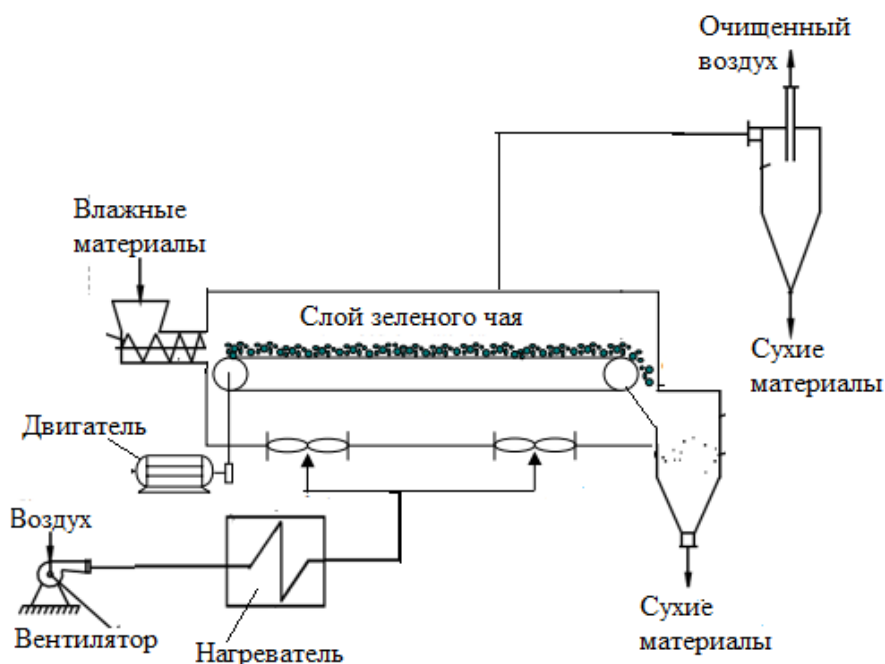 Очищенный
воздух
Влажные
материалы
Слой зеленого чая
Сухие
материалы
Двигатель
Воздух
Вентилятор
Нагреватель
Сухие
материалы